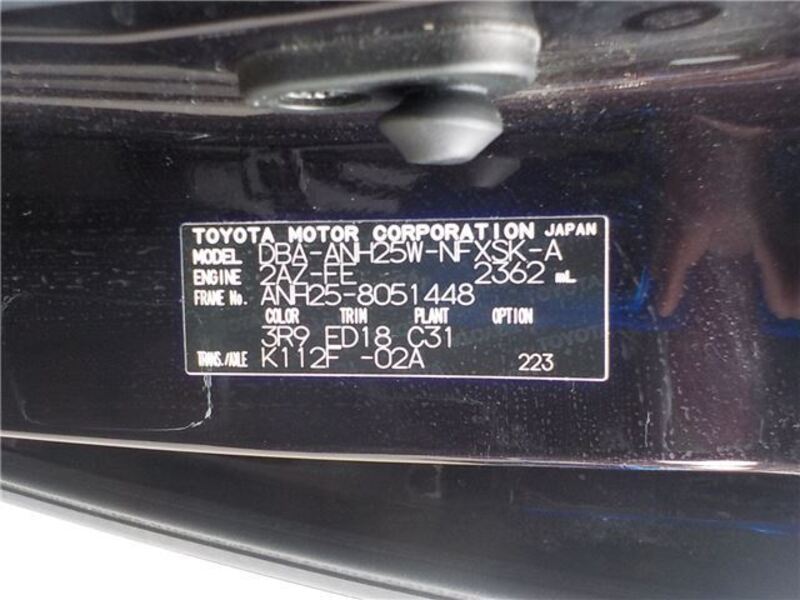 TOYOTA MOTOR CORPORATION JAPAN
MODEL DBA-ANH25W-NFXSK-A
ENGINE 2AZ-FE 2362 mL
FRAME No. ANH25-8051448
COLOR TRIM PLANT OPTION
3R9 ED18 C31
TRANS./AXLE K112F -02A 223